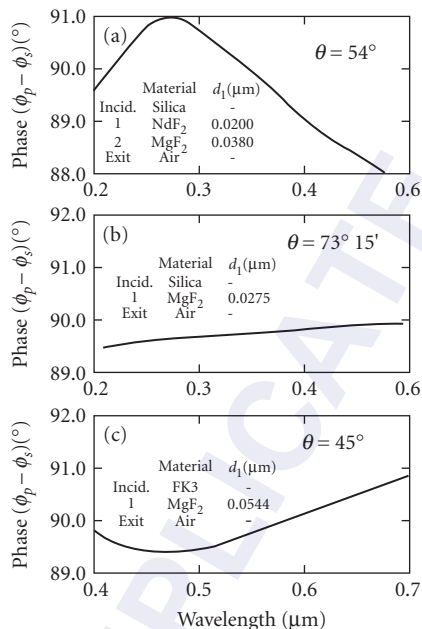 (a)
θ = 54°
Phase (ϕp − ϕs)(°)
91.0
90.0
89.0
88.0
Material d1(μm)
Incid. Silica -
1 NdF2 0.0200
2 MgF2 0.0380
Exit Air -
0.2 0.3 0.4 0.5 0.6
(b)
θ = 73° 15'
Phase (ϕp − ϕs)(°)
92.0
91.0
90.0
89.0
Material d1(μm)
Incid. Silica -
1 MgF2 0.0275
Exit Air -
0.2 0.3 0.4 0.5 0.6
(c)
θ = 45°
Phase (ϕp − ϕs)(°)
92.0
91.0
90.0
89.0
Material d1(μm)
Incid. FK3 -
1 MgF2 0.0544
Exit Air -
0.4 0.5 0.6 0.7
Wavelength (μm)
PLICATE